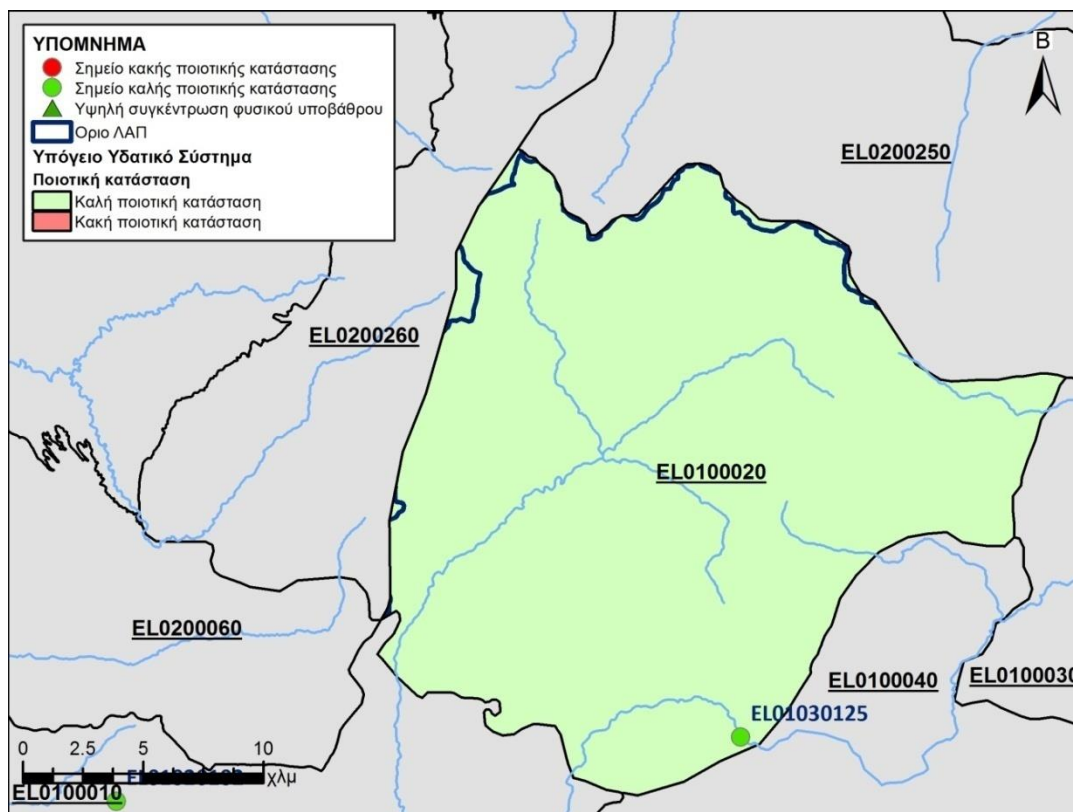 ΥΠΟΜΝΗΜΑ
Σημείο κακής ποιοτικής κατάστασης
Σημείο καλής ποιοτικής κατάστασης
Υψηλή συγκέντρωση φυσικού υποβάθρου
Οριο ΛΑΠ
Υπόγειο Υδατικό Σύστημα
Ποιοτική κατάσταση
Καλή ποιοτική κατάσταση
Κακή ποιοτική κατάσταση
Β
EL0200250
EL0200260
EL0100020
EL0200060
EL0100040
EL0100030
EL01030125
0 2.5 5 10
χλμ
EL0100010